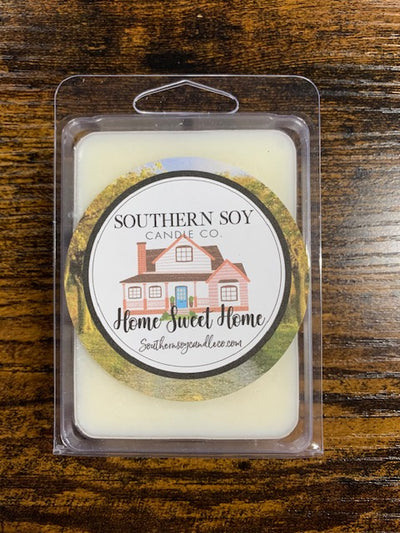 SOUTHERN SOY
CANDLE CO.
Home Sweet Home
Southernsoycandleco.com